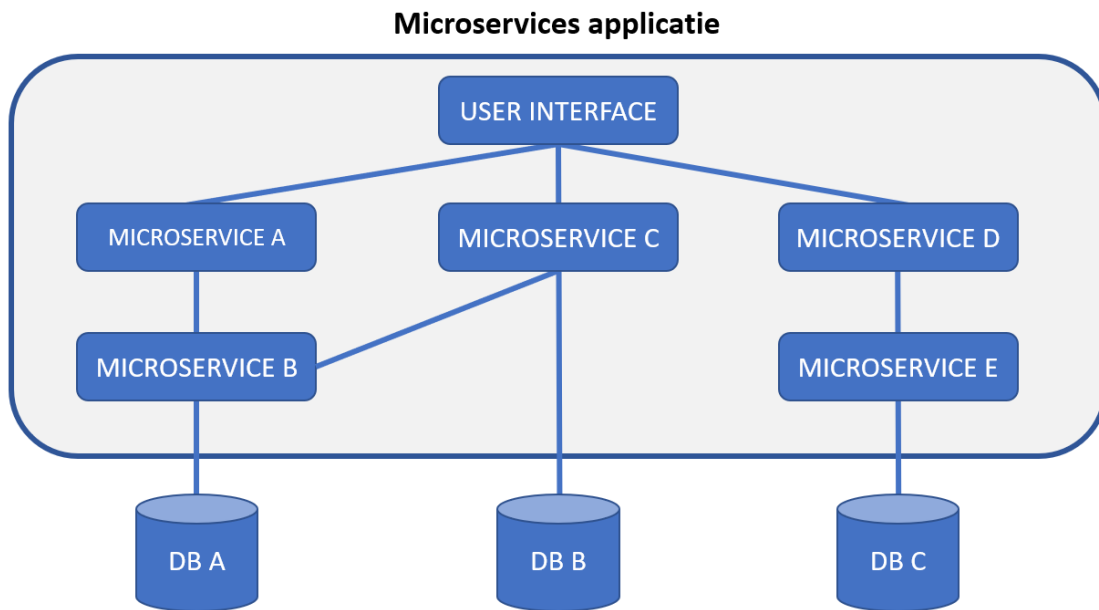 Microservices applicatie
USER INTERFACE
MICROSERVICE A
MICROSERVICE C
MICROSERVICE D
MICROSERVICE B
MICROSERVICE E
DB A
DB B
DB C